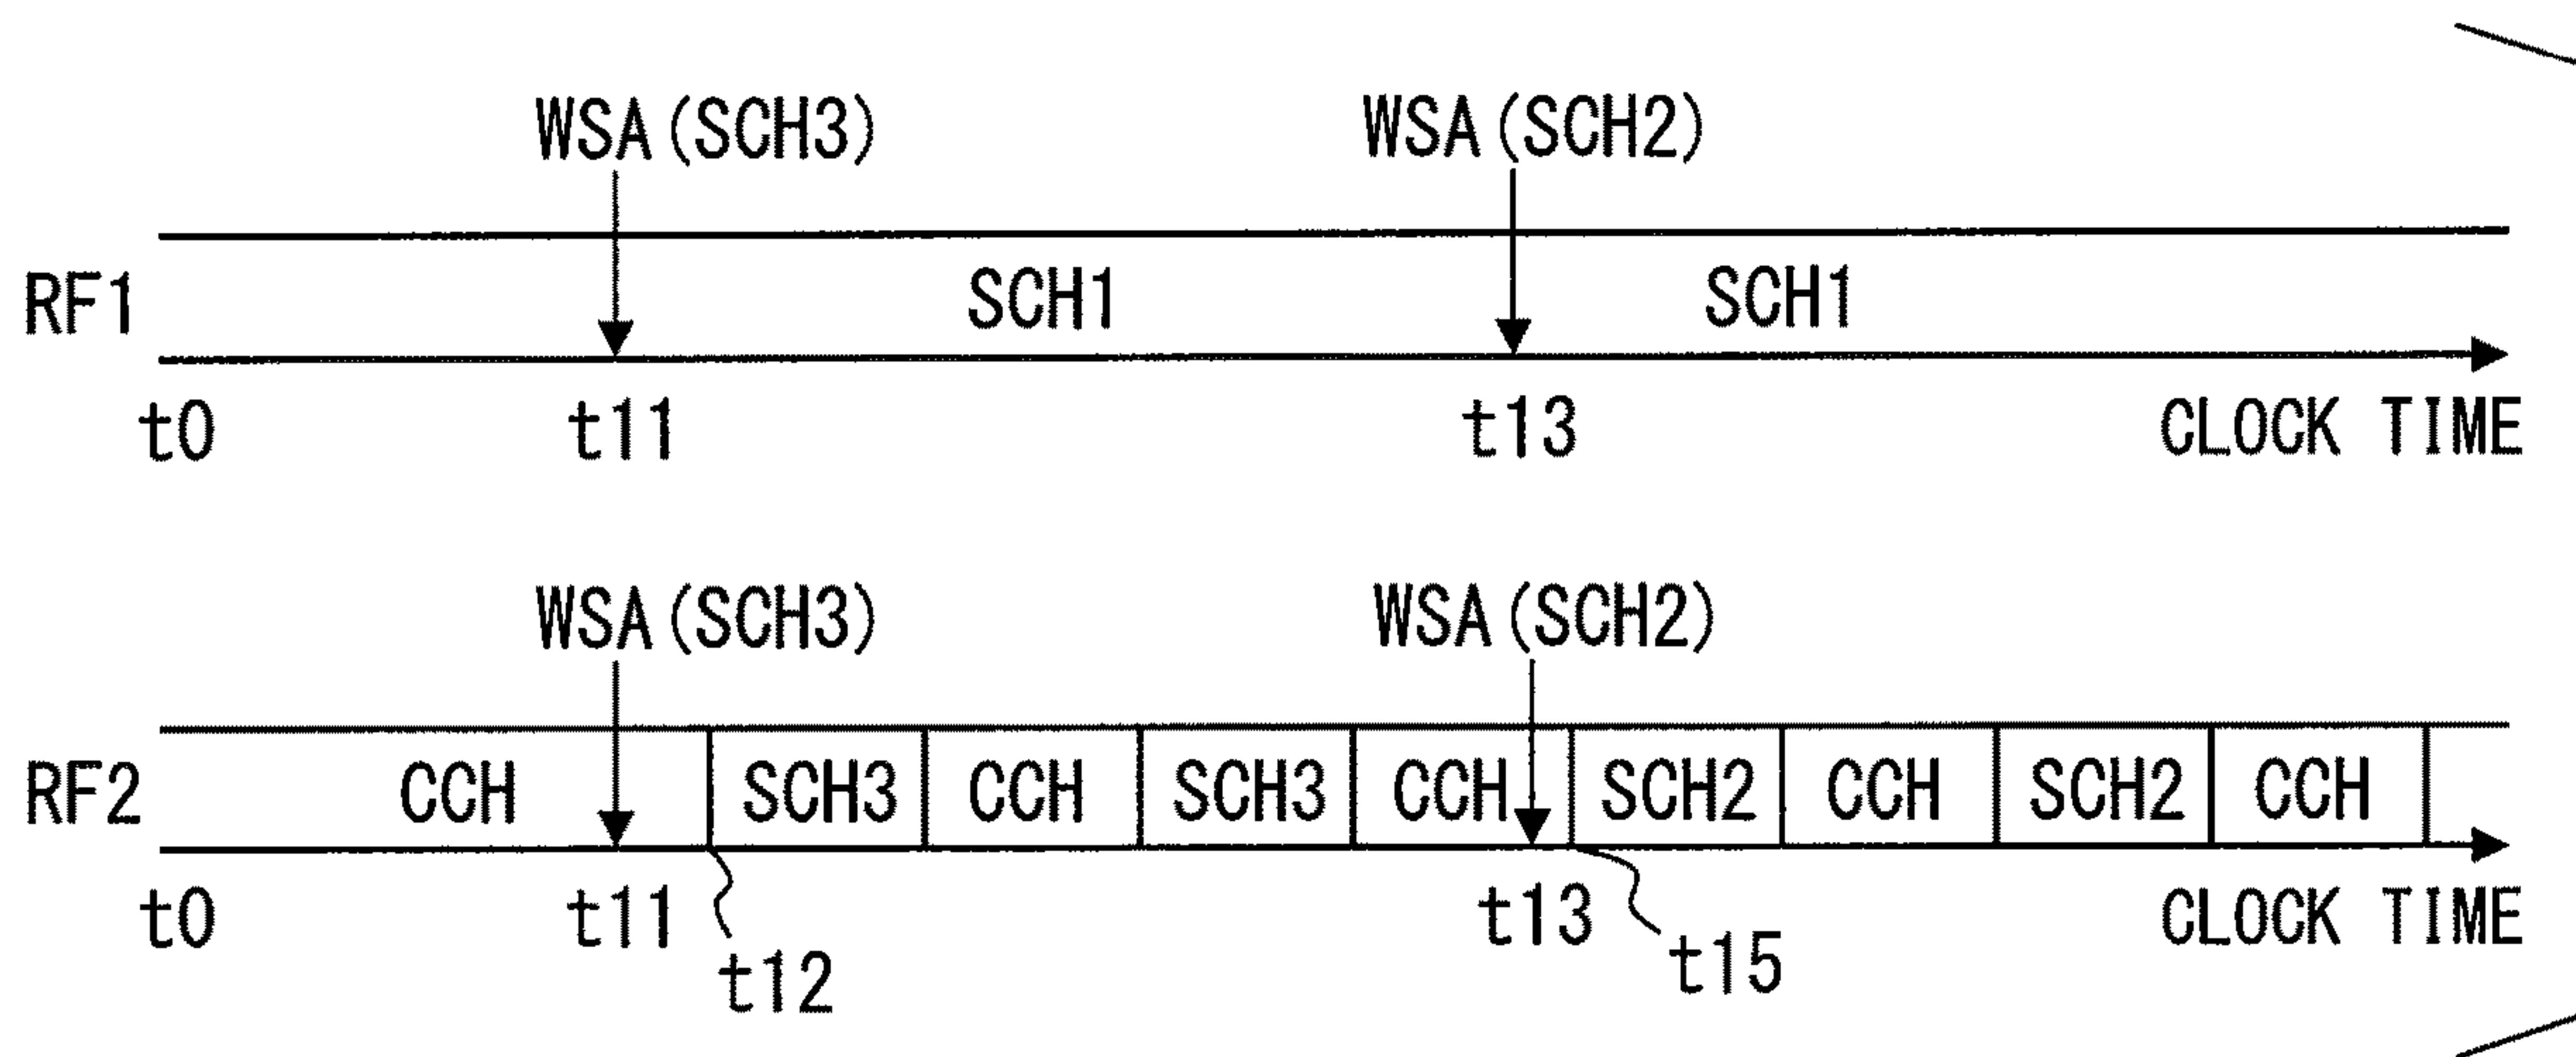 WSA(SCH3) WSA(SCH2)
RF1 SCH1 SCH1
t0 t11 t13 CLOCK TIME
WSA(SCH3) WSA(SCH2)
RF2 CCH SCH3 CCH SCH3 CCH SCH2 CCH SCH2 CCH
t0 t11 t13 CLOCK TIME
t12 t15